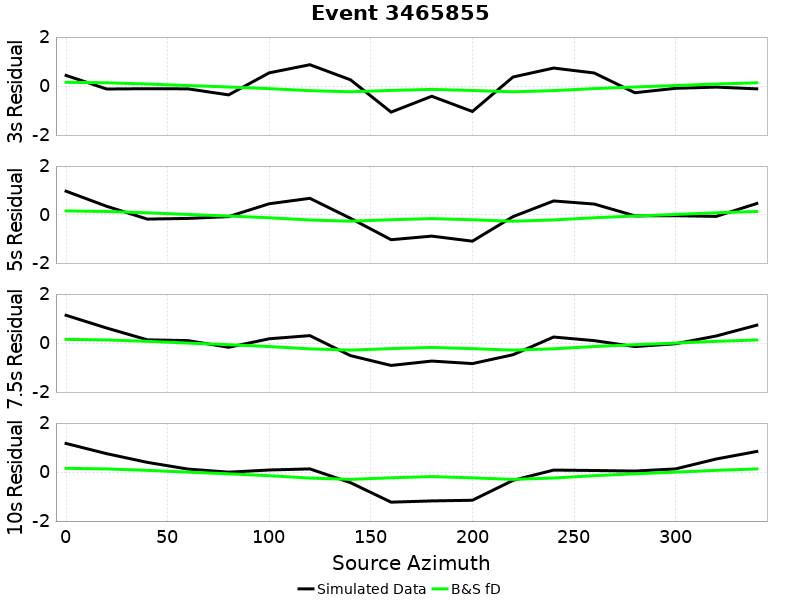 Event 3465855
3s Residual
2
0
-2
5s Residual
2
0
-2
7.5s Residual
2
0
-2
10s Residual
2
0
-2
0 50 100 150 200 250 300
Source Azimuth
Simulated Data B&S fD